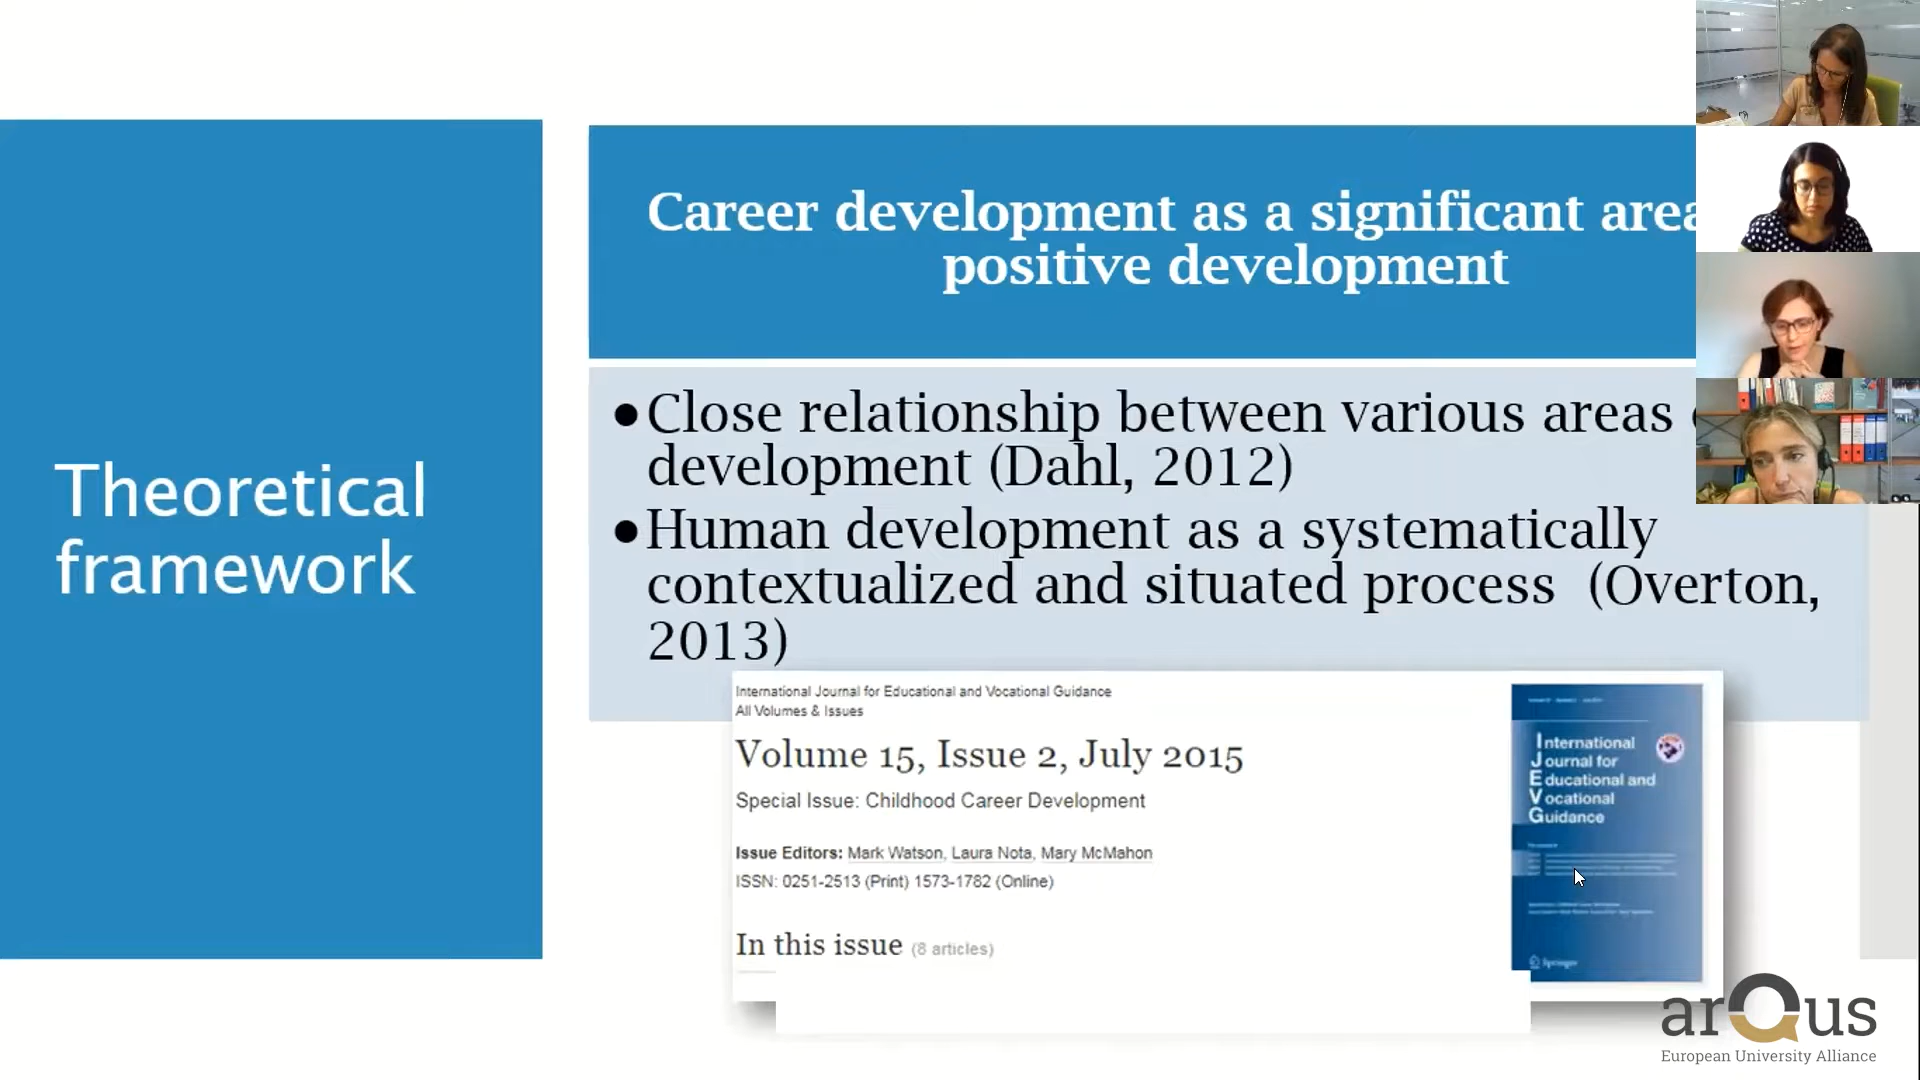 Theoretical
framework
Career development as a significant area
positive development
●Close relationship between various areas
development (Dahl, 2012)
●Human development as a systematically
contextualized and situated process (Overton,
2013)
International Journal for Educational and Vocational Guidance
All Volumes & Issues
Volume 15, Issue 2, July 2015
Special Issue: Childhood Career Development
Issue Editors: Mark Watson, Laura Nota, Mary McMahon
ISSN: 0251-2513 (Print) 1573-1782 (Online)
In this issue (8 articles)
International
Journal for
Educational and
Vocational
Guidance
Springer
arQus
European University Alliance